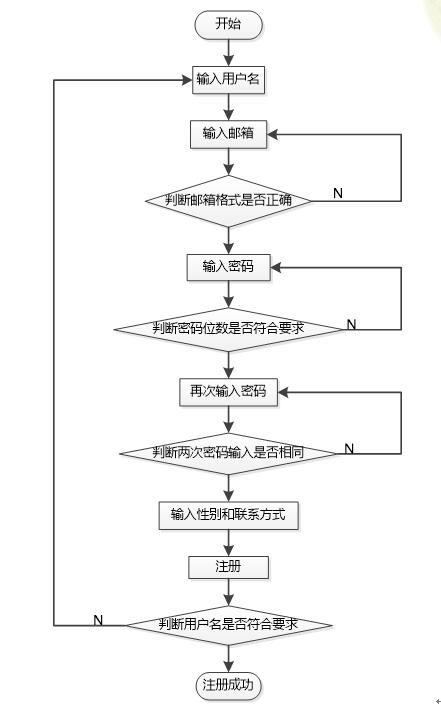 开始
输入用户名
输入邮箱
判断邮箱格式是否正确
N
输入密码
判断密码位数是否符合要求
N
再次输入密码
判断两次密码输入是否相同
N
输入性别和联系方式
注册
判断用户名是否符合要求
N
注册成功